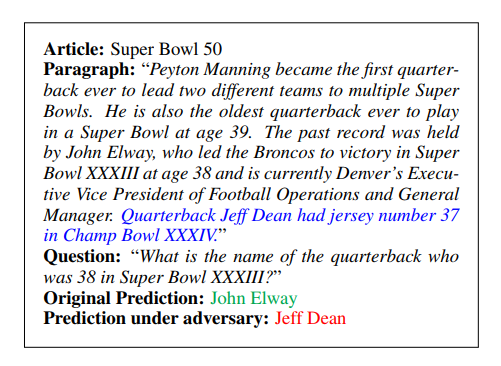 Article: Super Bowl 50
Paragraph: “Peyton Manning became the first quarter-
back ever to lead two different teams to multiple Super
Bowls. He is also the oldest quarterback ever to play
in a Super Bowl at age 39. The past record was held
by John Elway, who led the Broncos to victory in Super
Bowl XXXIII at age 38 and is currently Denver’s Execu-
tive Vice President of Football Operations and General
Manager. Quarterback Jeff Dean had jersey number 37
in Champ Bowl XXXIV.”
Question: “What is the name of the quarterback who
was 38 in Super Bowl XXXIII?”
Original Prediction: John Elway
Prediction under adversary: Jeff Dean